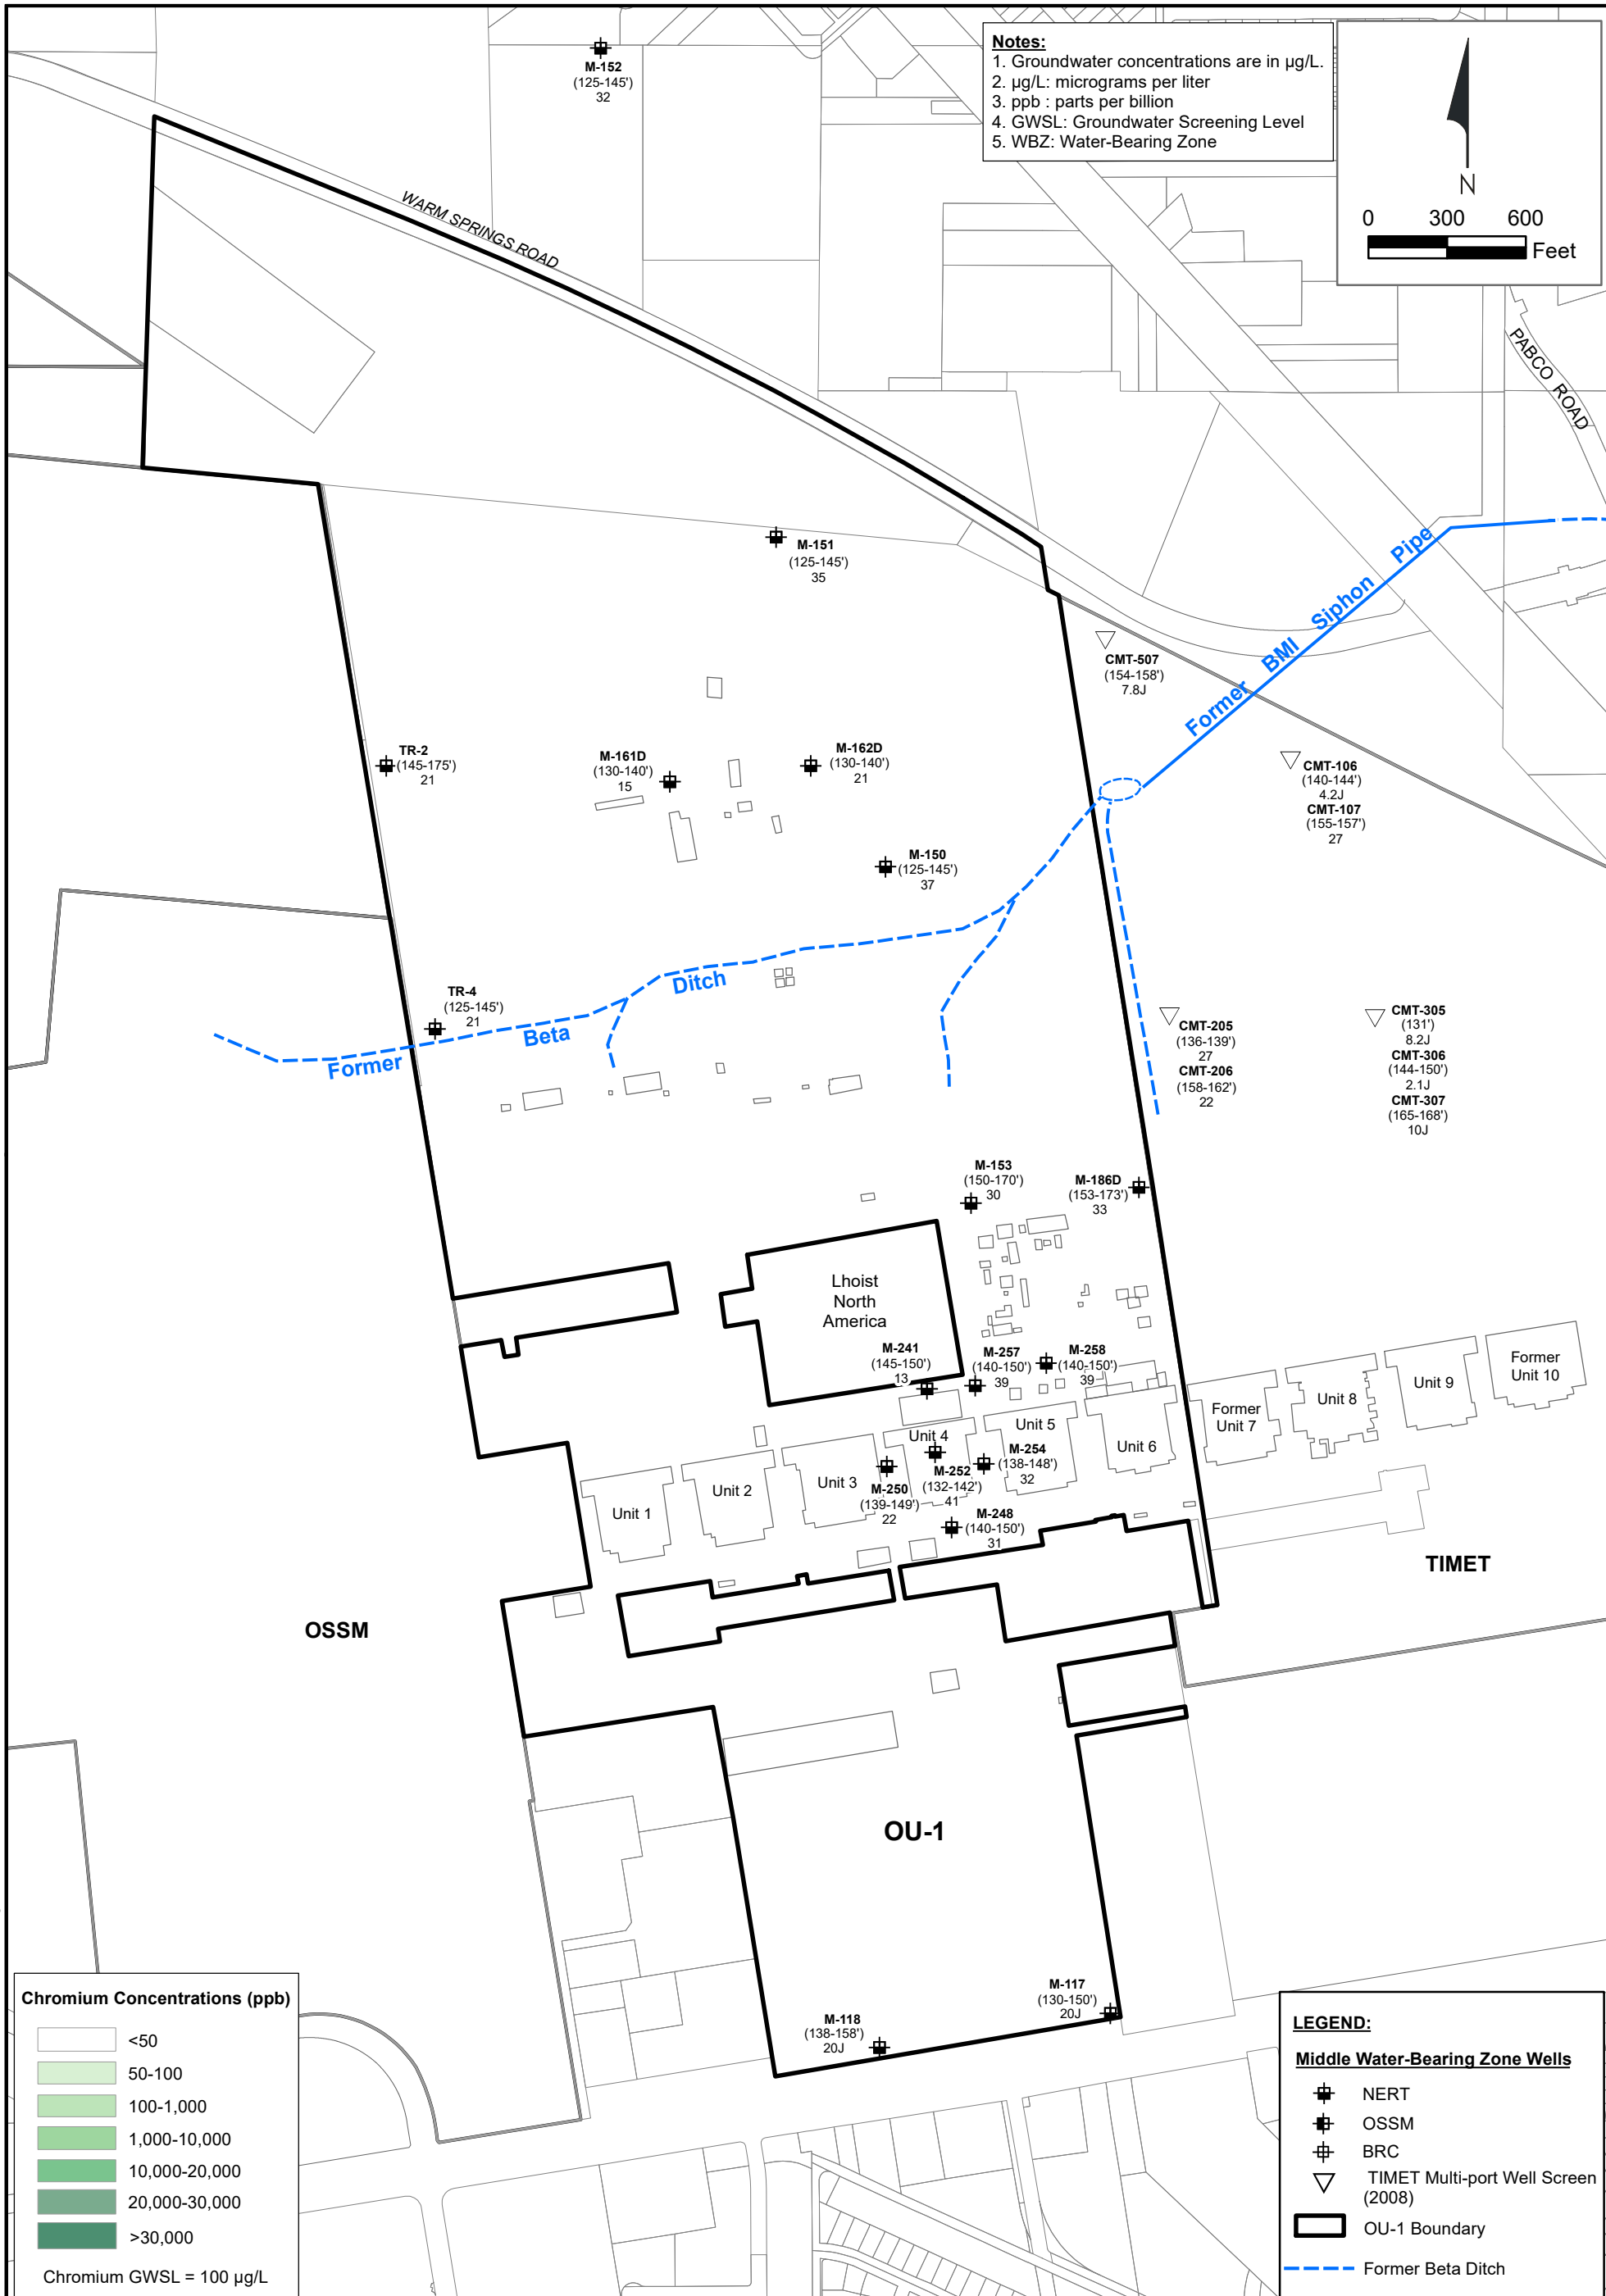 Notes:
1. Groundwater concentrations are in µg/L.
2. µg/L: micrograms per liter
3. ppb : parts per billion
4. GWSL: Groundwater Screening Level
5. WBZ: Water-Bearing Zone
N
0 300 600
Feet
M-152
(125-145')
32
WARM SPRINGS ROAD
PABCO ROAD
M-151
(125-145')
35
Former BMI Siphon Pipe
CMT-507
(154-158')
7.8J
TR-2
(145-175')
21
M-161D
(130-140')
15
M-162D
(130-140')
21
CMT-106
(140-144')
4.2J
CMT-107
(155-157')
27
M-150
(125-145')
37
TR-4
(125-145')
21
Former Beta Ditch
CMT-205
(136-139')
27
CMT-206
(158-162')
22
CMT-305
(131')
8.2J
CMT-306
(144-150')
2.1J
CMT-307
(165-168')
10J
M-153
(150-170')
30
M-186D
(153-173')
33
Lhoist
North
America
M-241
(145-150')
13
M-257
(140-150')
39
M-258
(140-150')
39
Former
Unit 10
Unit 9
Unit 8
Former
Unit 7
Unit 6
Unit 5
Unit 4
Unit 3
Unit 2
Unit 1
M-254
(138-148')
32
M-252
(132-142')
41
M-250
(139-149')
22
M-248
(140-150')
31
TIMET
OSSM
OU-1
M-117
(130-150')
20J
M-118
(138-158')
20J
Chromium Concentrations (ppb)
<50
50-100
100-1,000
1,000-10,000
10,000-20,000
20,000-30,000
>30,000
Chromium GWSL = 100 µg/L
LEGEND:
Middle Water-Bearing Zone Wells
NERT
OSSM
BRC
TIMET Multi-port Well Screen
(2008)
OU-1 Boundary
Former Beta Ditch